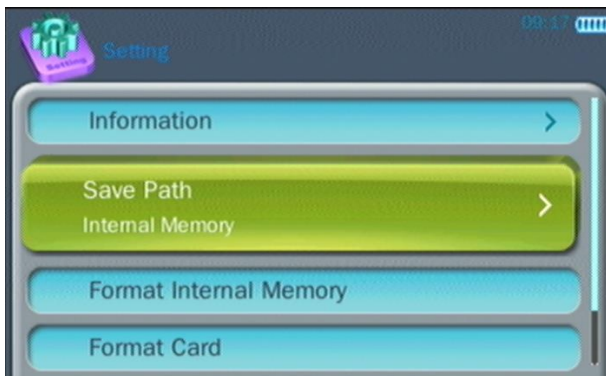 09:17
Setting
Setting
Information
Save Path
Internal Memory
Format Internal Memory
Format Card